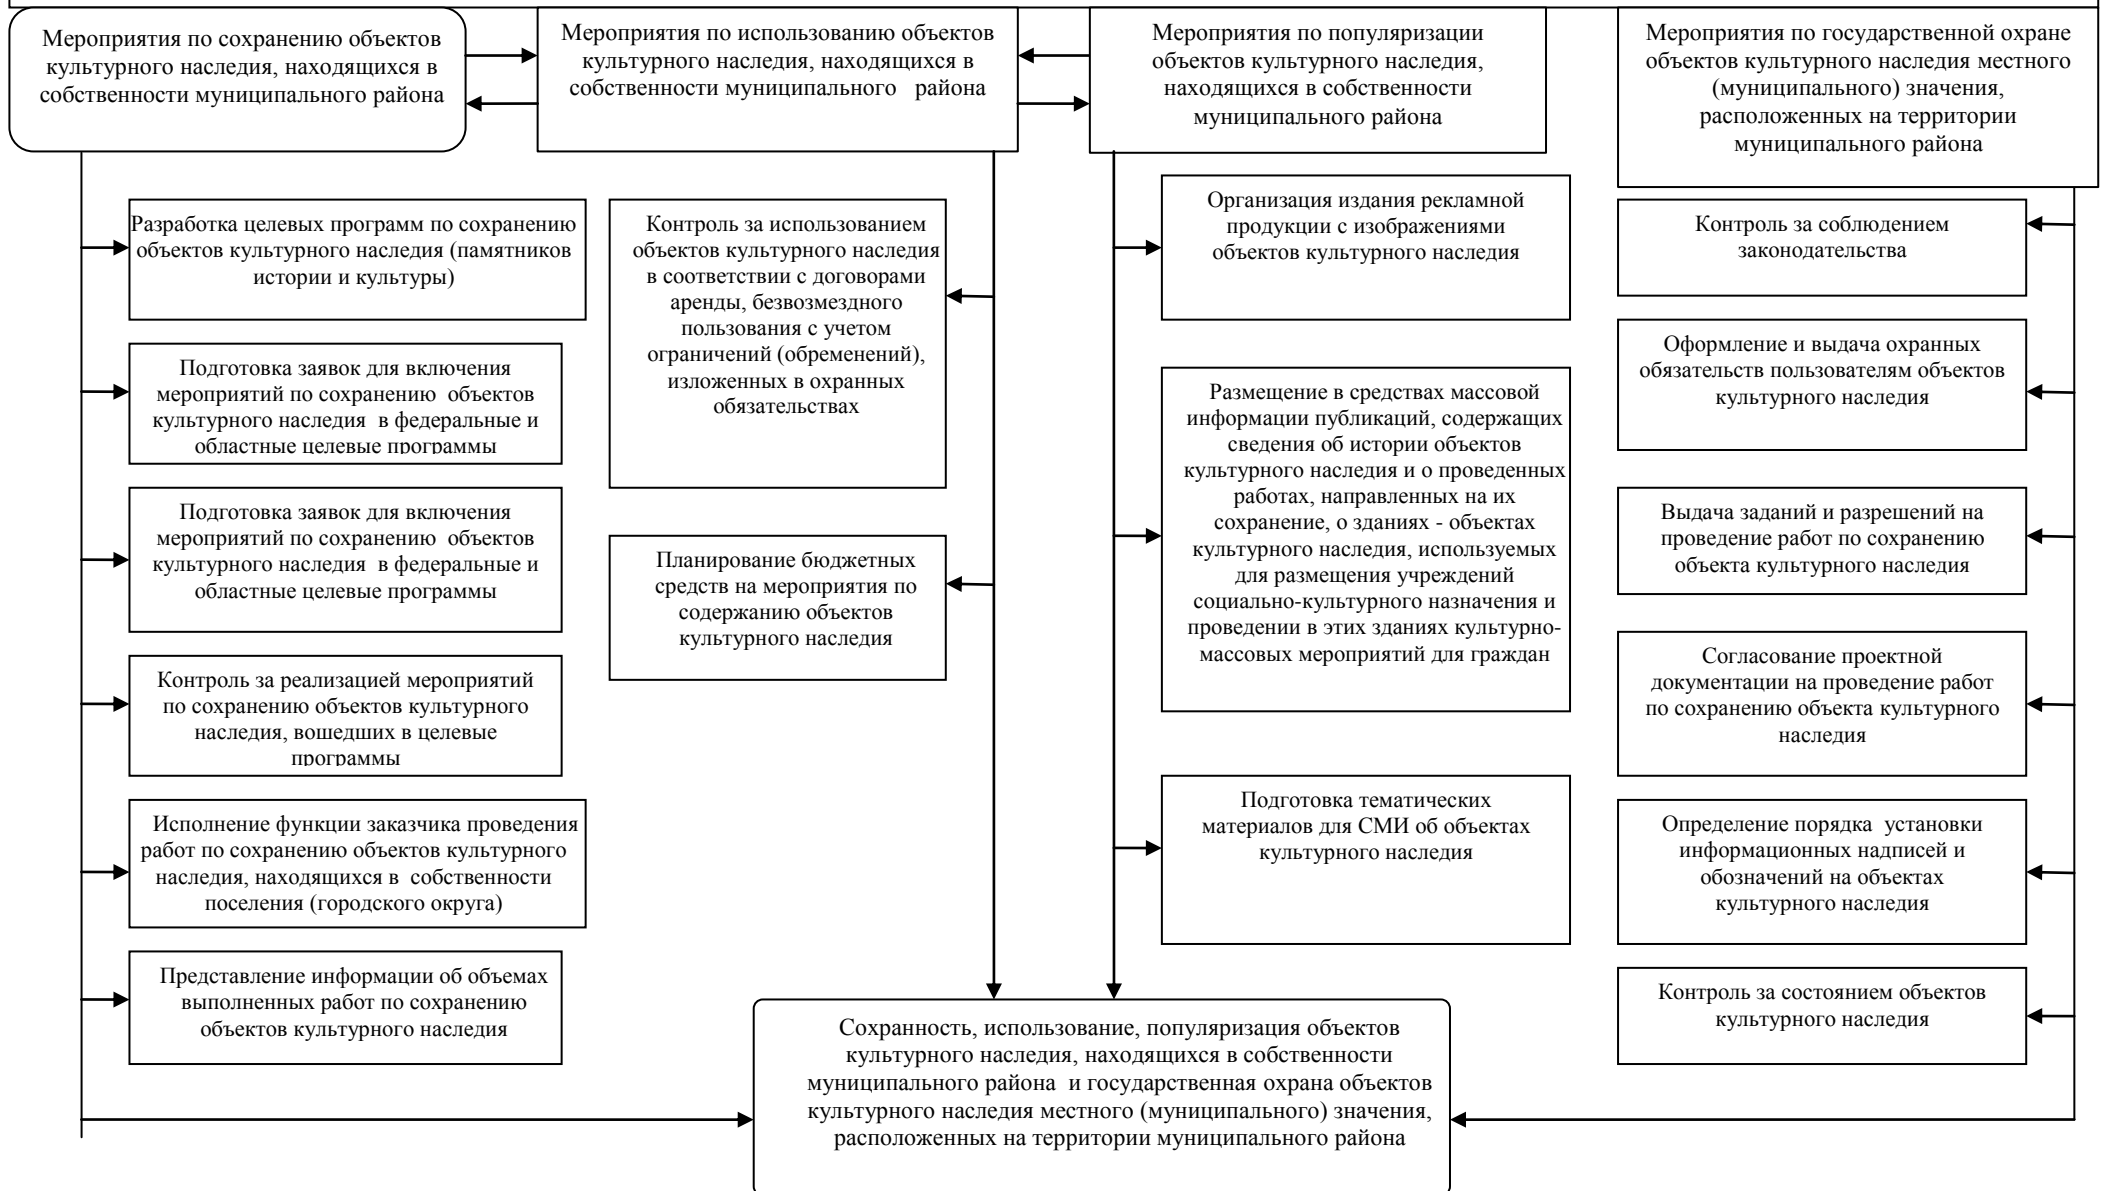 Мероприятия по сохранению объектов
культурного наследия, находящихся в
собственности муниципального района
Мероприятия по использованию объектов
культурного наследия, находящихся в
собственности муниципального района
Мероприятия по популяризации
объектов культурного наследия,
находящихся в собственности
муниципального района
Мероприятия по государственной охране
объектов культурного наследия местного
(муниципального) значения,
расположенных на территории
муниципального района
Разработка целевых программ по сохранению
объектов культурного наследия (памятников
истории и культуры)
Подготовка заявок для включения
мероприятий по сохранению объектов
культурного наследия в федеральные и
областные целевые программы
Подготовка заявок для включения
мероприятий по сохранению объектов
культурного наследия в федеральные и
областные целевые программы
Контроль за реализацией мероприятий
по сохранению объектов культурного
наследия, вошедших в целевые
программы
Исполнение функции заказчика проведения
работ по сохранению объектов культурного
наследия, находящихся в собственности
поселения (городского округа)
Представление информации об объемах
выполненных работ по сохранению
объектов культурного наследия
Контроль за использованием
объектов культурного наследия
в соответствии с договорами
аренды, безвозмездного
пользования с учетом
ограничений (обременений),
изложенных в охранных
обязательствах
Планирование бюджетных
средств на мероприятия по
содержанию объектов
культурного наследия
Организация издания рекламной
продукции с изображениями
объектов культурного наследия
Размещение в средствах массовой
информации публикаций, содержащих
сведения об истории объектов
культурного наследия и о проведенных
работах, направленных на их
сохранение, о зданиях - объектах
культурного наследия, используемых
для размещения учреждений
социально-культурного назначения и
проведении в этих зданиях культурно-
массовых мероприятий для граждан
Подготовка тематических
материалов для СМИ об объектах
культурного наследия
Контроль за соблюдением
законодательства
Оформление и выдача охранных
обязательств пользователям объектов
культурного наследия
Выдача заданий и разрешений на
проведение работ по сохранению
объекта культурного наследия
Согласование проектной
документации на проведение работ
по сохранению объекта культурного
наследия
Определение порядка установки
информационных надписей и
обозначений на объектах
культурного наследия
Контроль за состоянием объектов
культурного наследия
Сохранность, использование, популяризация объектов
культурного наследия, находящихся в собственности
муниципального района и государственная охрана объектов
культурного наследия местного (муниципального) значения,
расположенных на территории муниципального района